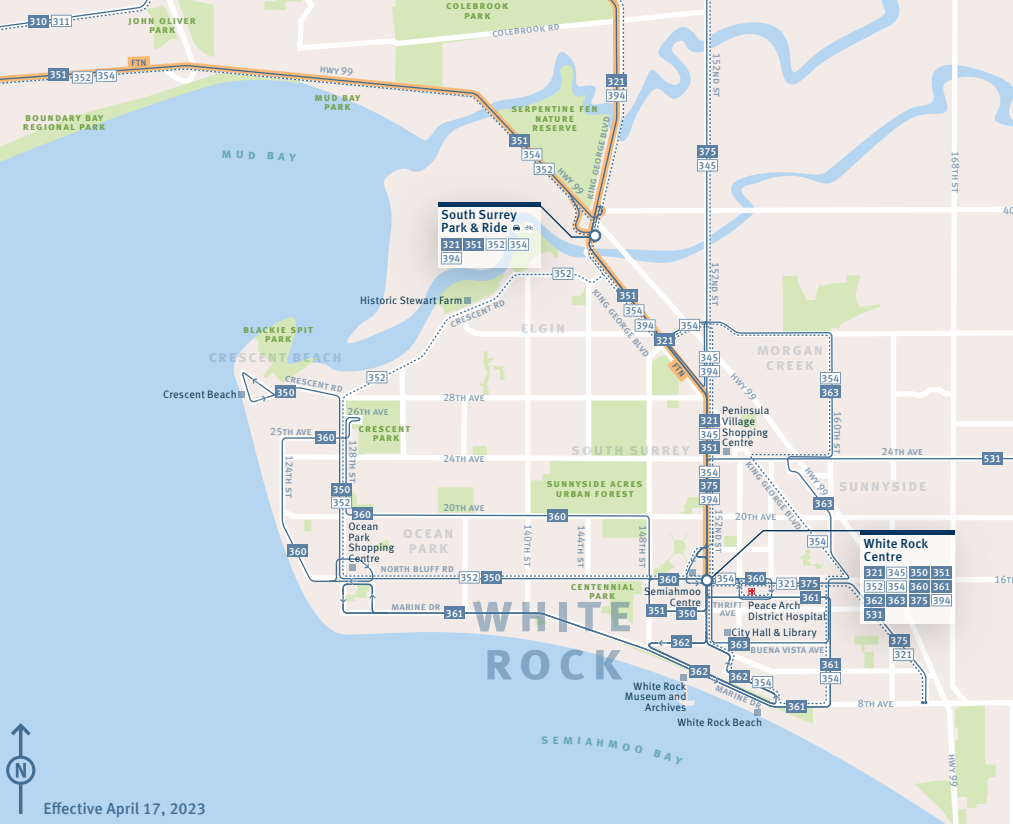 310 311
JOHN OLIVER
PARK
COLEBROOK
PARK
COLEBROOK RD
351 352 354
FTN
HWY 99
MUD BAY
PARK
BOUNDARY BAY
REGIONAL PARK
MUD BAY
SERPENTINE FEN
NATURE
RESERVE
321
394
KING GEORGE BLVD
351
354
352
HWY 99
152ND ST
375
345
168TH ST
40
South Surrey
Park & Ride
321 351 352 354
394
352
Historic Stewart Farm
CRESCENT RD
351
354
394
321
354
KING GEORGE BLVD
152ND ST
ELGIN
BLACKIE SPIT
PARK
CRESCENT BEACH
Crescent Beach
350
CRESCENT RD
352
345
394
FTN
HWY 99
MORGAN
CREEK
354
363
160TH ST
28TH AVE
26TH AVE
CRESCENT
PARK
25TH AVE
360
128TH ST
124TH ST
24TH AVE
SOUTH SURREY
321
345
351
Peninsula
Village
Shopping
Centre
24TH AVE
531
354
375
394
KING GEORGE BLVD
HWY 99
SUNNYSIDE
363
350
352
360
Ocean
Park
Shopping
Centre
360
20TH AVE
360
SUNNYSIDE ACRES
URBAN FOREST
OCEAN
PARK
140TH ST
144TH ST
148TH ST
152ND ST
20TH AVE
354
White Rock
Centre
321 345 350 351
352 354 360 361
362 363 375 394
531
NORTH BLUFF RD
352 350
CENTENNIAL
PARK
360
Semiahmoo
Centre
351 350
354 360
321 375
361
16TH
THRIFT
AVE
Peace Arch
District Hospital
City Hall & Library
BUENA VISTA AVE
MARINE DR
361
WHITE
ROCK
362
363
362
362
354
361
354
375
321
White Rock
Museum and
Archives
MARINE DR
White Rock Beach
361
8TH AVE
SEMIAHMOO BAY
HWY 99
N
Effective April 17, 2023